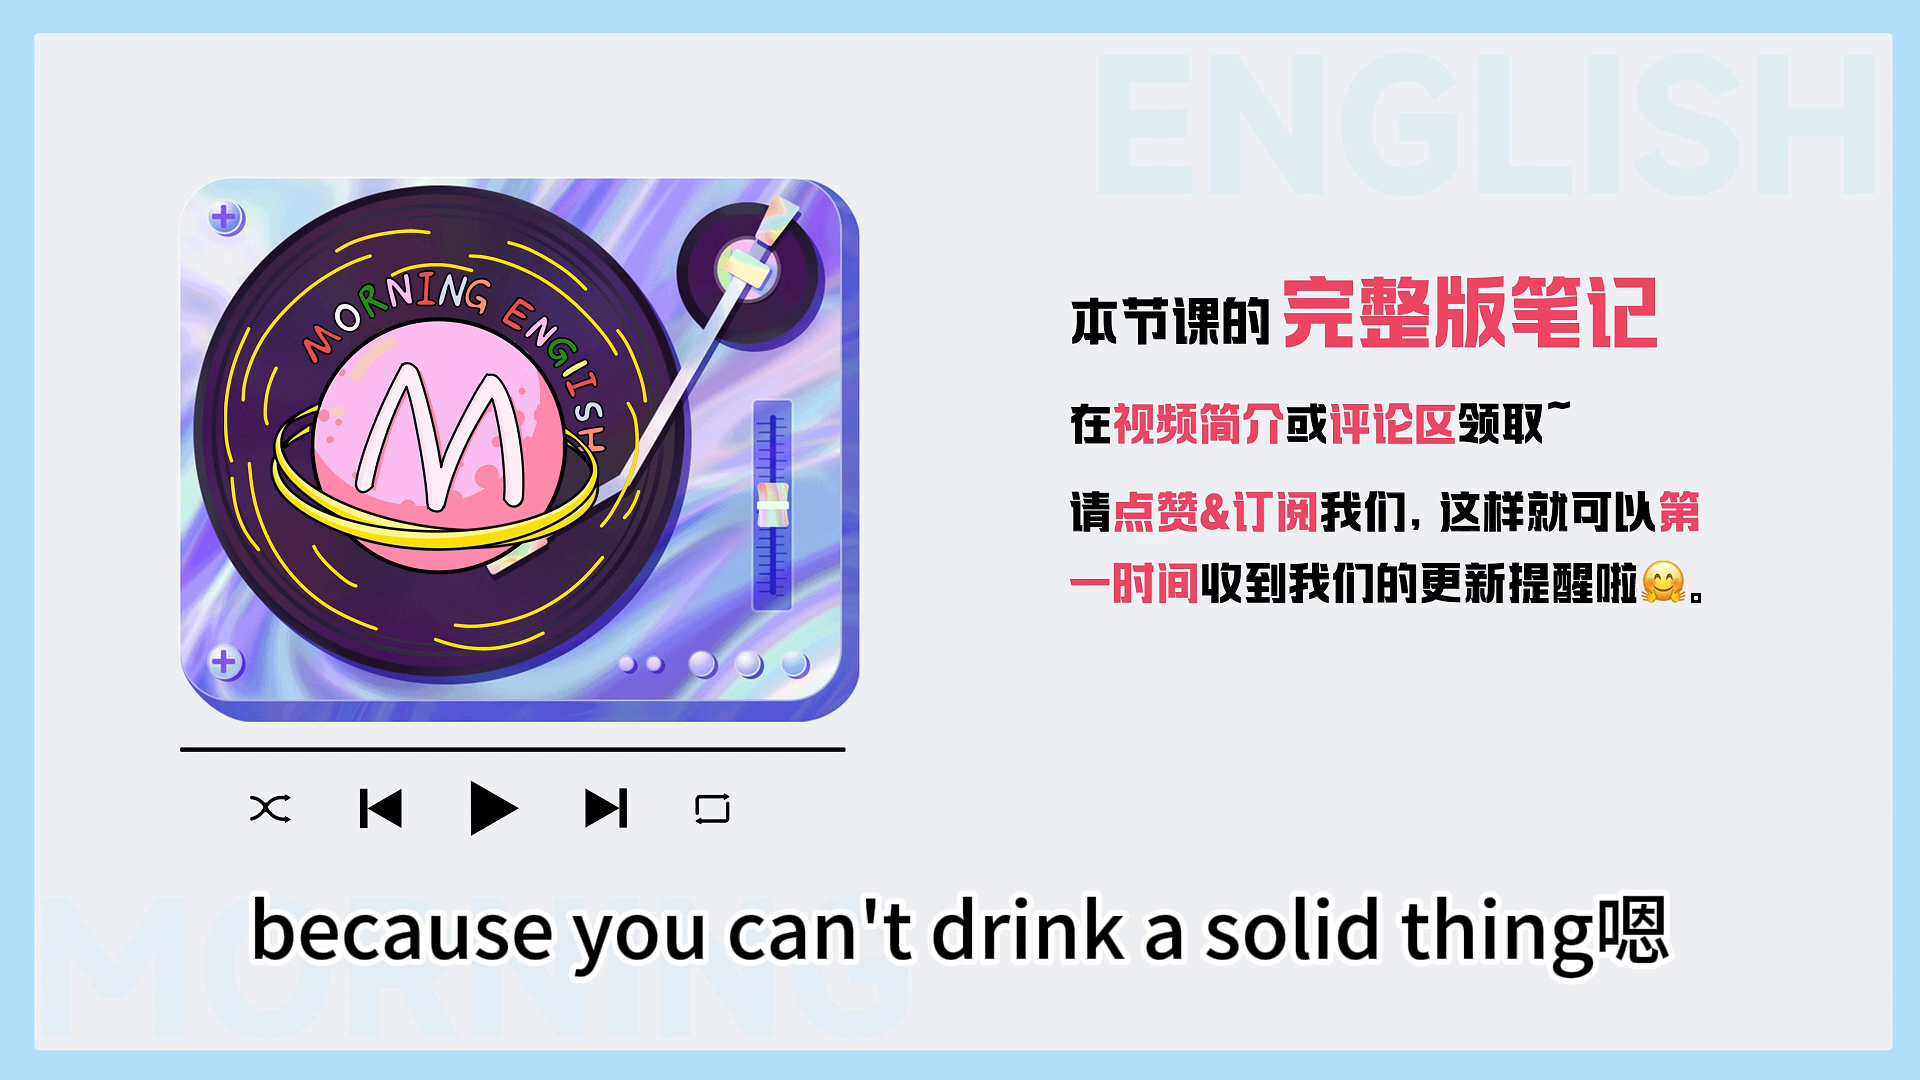 ENGLISH
MORNING ENGLISH
M
本节课的 完整版笔记
在视频简介或评论区领取~
请点赞&订阅我们, 这样就可以第
一时间收到我们的更新提醒啦🤗。
MORNING
because you can't drink a solid thing嗯